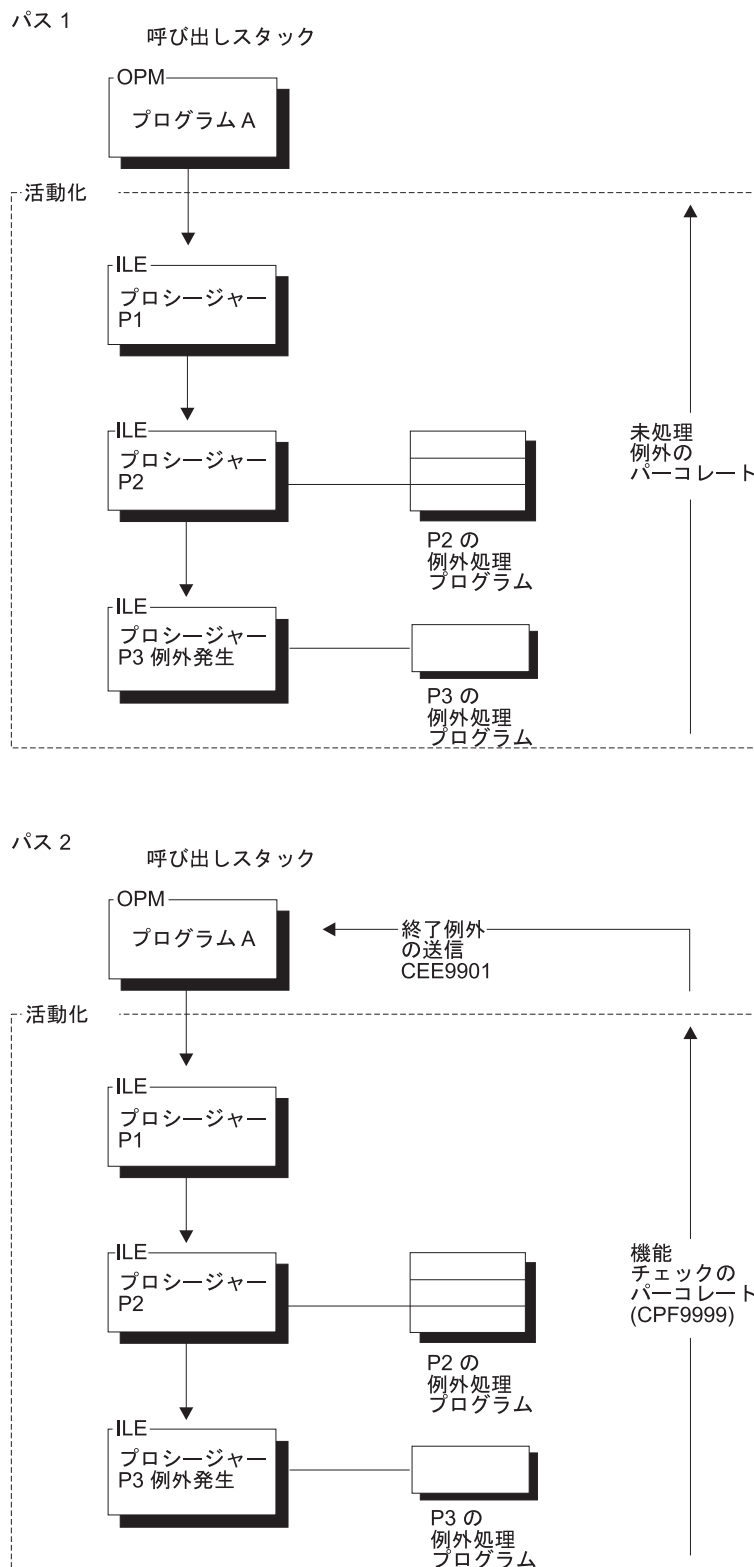 パス 1
呼び出しスタック
OPM
プログラム A
活動化
ILE
プロシージャー
P1
ILE
プロシージャー
P2
P2 の
例外処理
プログラム
ILE
プロシージャー
P3 例外発生
P3 の
例外処理
プログラム
未処理
例外の
パーコレート
パス 2
呼び出しスタック
OPM
プログラム A
終了例外
の送信
CEE9901
活動化
ILE
プロシージャー
P1
ILE
プロシージャー
P2
P2 の
例外処理
プログラム
機能
チェックの
パーコレート
(CPF9999)
ILE
プロシージャー
P3 例外発生
P3 の
例外処理
プログラム